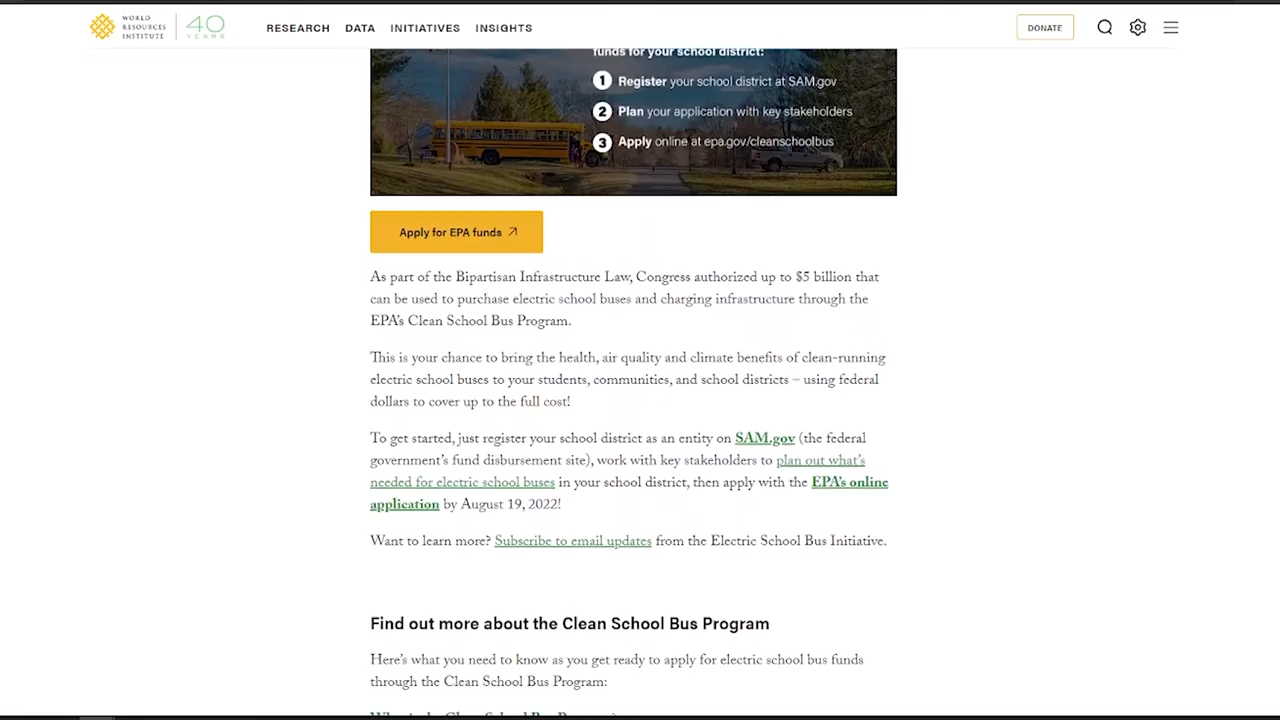 WORLD
RESOURCES
INSTITUTE
40
YEARS
RESEARCH DATA INITIATIVES INSIGHTS
DONATE
funds for your school district:
1 Register your school district at SAM.gov
2 Plan your application with key stakeholders
3 Apply online at epa.gov/cleanschoolbus
Apply for EPA funds
As part of the Bipartisan Infrastructure Law, Congress authorized up to $5 billion that
can be used to purchase electric school buses and charging infrastructure through the
EPA's Clean School Bus Program.
This is your chance to bring the health, air quality and climate benefits of clean-running
electric school buses to your students, communities, and school districts – using federal
dollars to cover up to the full cost!
To get started, just register your school district as an entity on SAM.gov (the federal
government's fund disbursement site), work with key stakeholders to plan out what's
needed for electric school buses in your school district, then apply with the EPA's online
application by August 19, 2022!
Want to learn more? Subscribe to email updates from the Electric School Bus Initiative.
Find out more about the Clean School Bus Program
Here's what you need to know as you get ready to apply for electric school bus funds
through the Clean School Bus Program: